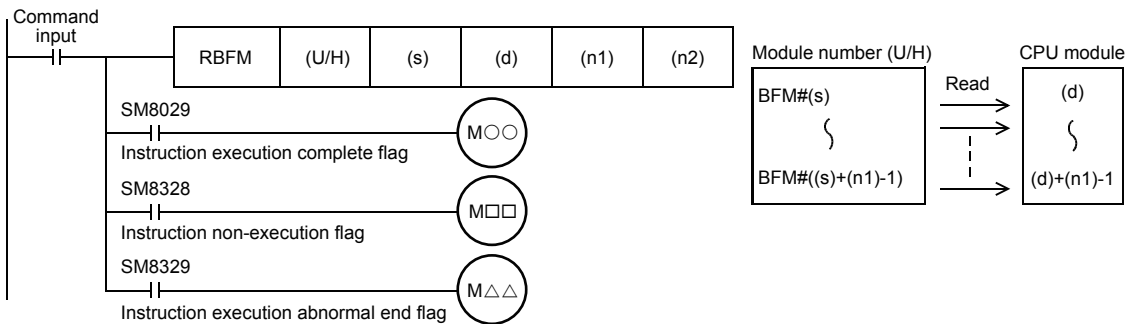 Command
input
RBFM (U/H) (s) (d) (n1) (n2)
SM8029
M○○
Instruction execution complete flag
SM8328
M□□
Instruction non-execution flag
SM8329
M△△
Instruction execution abnormal end flag
Module number (U/H)
BFM#(s)
BFM#((s)+(n1)-1)
Read
CPU module
(d)
(d)+(n1)-1